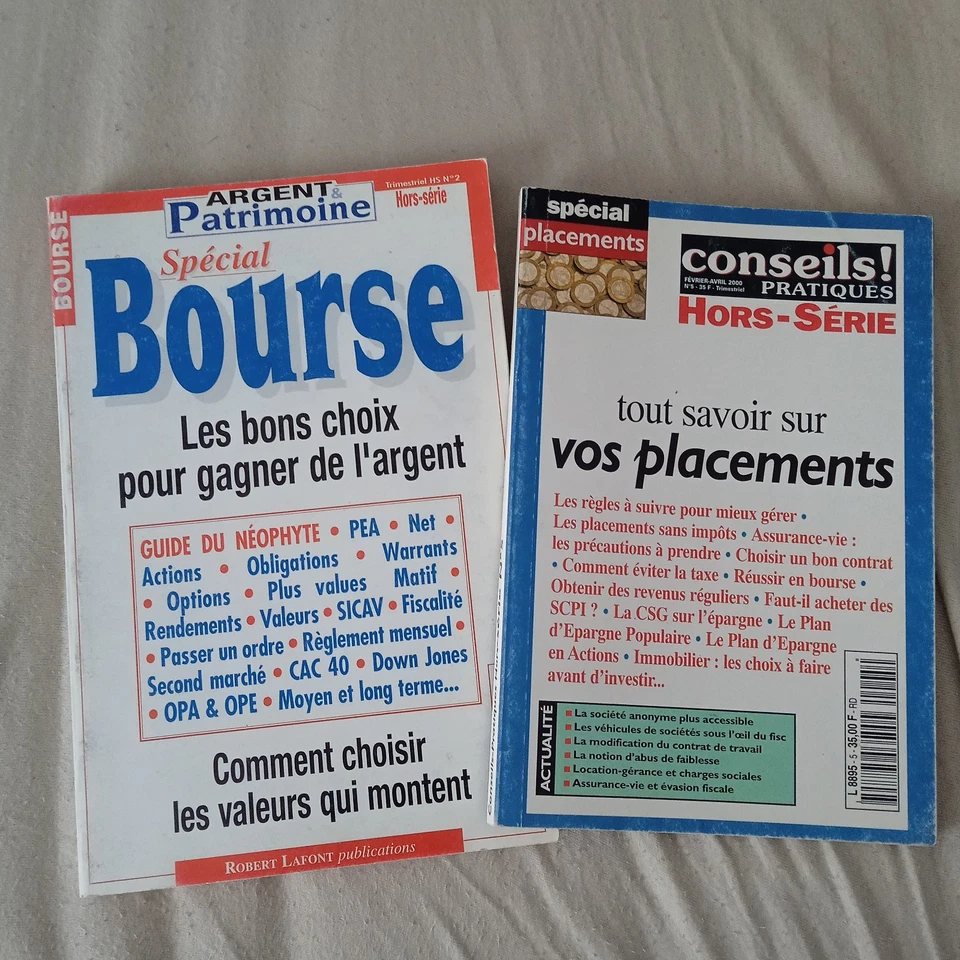 BOURSE
ARGENT &
Patrimoine
Trimestriel HS N°2
Hors-série
Spécial
Bourse
Les bons choix
pour gagner de l'argent
GUIDE DU NÉOPHYTE • PEA • Net •
Actions • Obligations • Warrants
• Options • Plus values Matif •
Rendements • Valeurs • SICAV • Fiscalité
• Passer un ordre • Règlement mensuel •
Second marché • CAC 40 • Down Jones
• OPA & OPE • Moyen et long terme...
Comment choisir
les valeurs qui montent
ROBERT LAFONT publications
spécial
placements
conseils!
FÉVRIER-AVRIL 2000
N°5 - 35 F - Trimestriel
PRATIQUES
HORS-SÉRIE
tout savoir sur
vos placements
Les règles à suivre pour mieux gérer •
Les placements sans impôts • Assurance-vie :
les précautions à prendre • Choisir un bon contrat
• Comment éviter la taxe • Réussir en bourse •
Obtenir des revenus réguliers • Faut-il acheter des
SCPI ? • La CSG sur l'épargne • Le Plan
d'Epargne Populaire • Le Plan d'Epargne
en Actions • Immobilier : les choix à faire
avant d'investir...
ACTUALITÉ
La société anonyme plus accessible
Les véhicules de sociétés sous l'œil du fisc
La modification du contrat de travail
La notion d'abus de faiblesse
Location-gérance et charges sociales
Assurance-vie et évasion fiscale
L 8895 - 5 - 35,00 F - RD